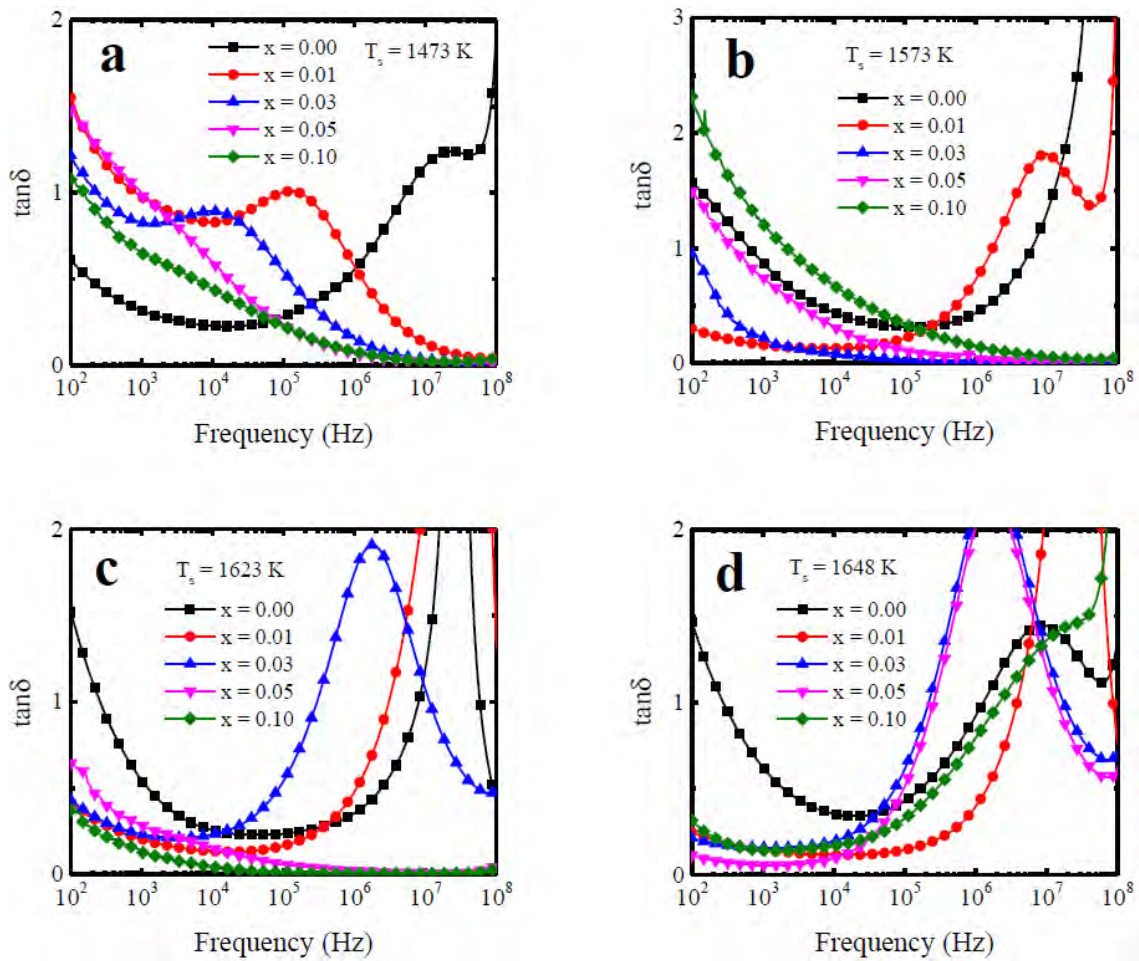 a
T_s = 1473 K
x = 0.00
x = 0.01
x = 0.03
x = 0.05
x = 0.10
2
1
0
tanδ
10^2 10^3 10^4 10^5 10^6 10^7 10^8
Frequency (Hz)
b
T_s = 1573 K
x = 0.00
x = 0.01
x = 0.03
x = 0.05
x = 0.10
3
2
1
0
tanδ
10^2 10^3 10^4 10^5 10^6 10^7 10^8
Frequency (Hz)
c
T_s = 1623 K
x = 0.00
x = 0.01
x = 0.03
x = 0.05
x = 0.10
2
1
0
tanδ
10^2 10^3 10^4 10^5 10^6 10^7 10^8
Frequency (Hz)
d
T_s = 1648 K
x = 0.00
x = 0.01
x = 0.03
x = 0.05
x = 0.10
2
1
0
tanδ
10^2 10^3 10^4 10^5 10^6 10^7 10^8
Frequency (Hz)